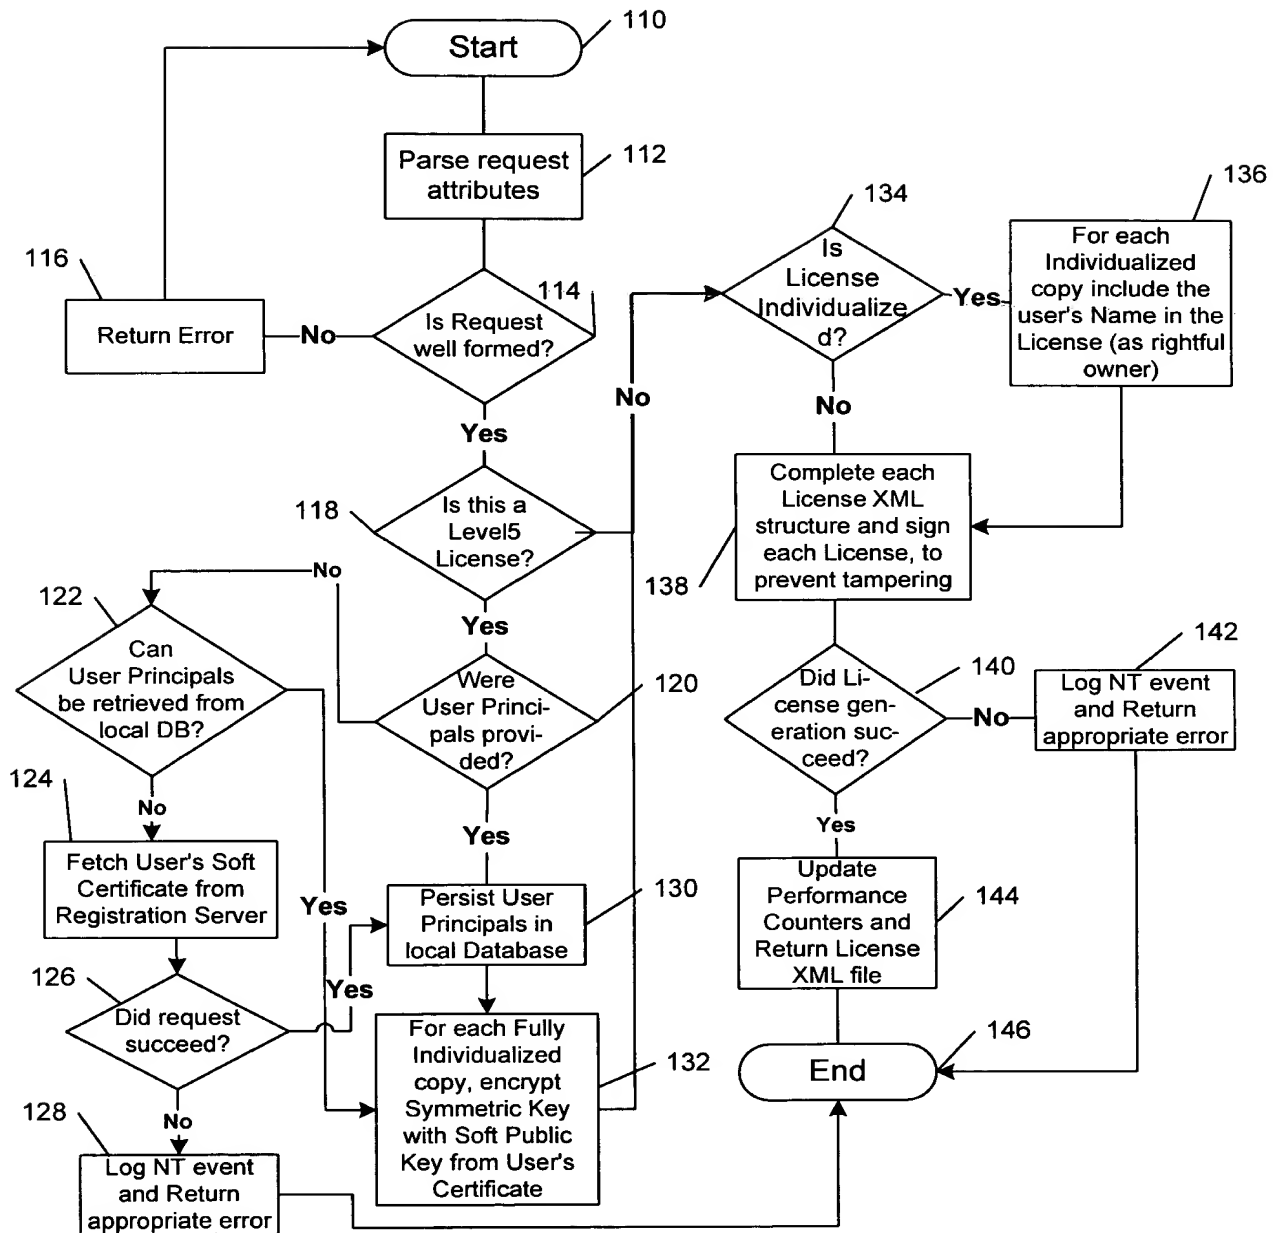 Start
110
Parse request
attributes
112
116
Return Error
No
Is Request
well formed?
114
Yes
118
Is this a
Level5
License?
No
Yes
No
122
Can
User Principals
be retrieved from
local DB?
Were
User Princi-
pals provi-
ded?
120
124
No
Yes
Fetch User's Soft
Certificate from
Registration Server
Yes
Persist User
Principals in
local Database
130
126
Did request
succeed?
Yes
For each Fully
Individualized
copy, encrypt
Symmetric Key
with Soft Public
Key from User's
Certificate
132
128
No
Log NT event
and Return
appropriate error
134
Is
License
Individualize
d?
Yes
136
For each
Individualized
copy include the
user's Name in the
License (as rightful
owner)
No
Complete each
License XML
structure and sign
each License, to
prevent tampering
138
Did Li-
cense gen-
eration suc-
ceed?
140
No
142
Log NT event
and Return
appropriate error
Yes
Update
Performance
Counters and
Return License
XML file
144
End
146